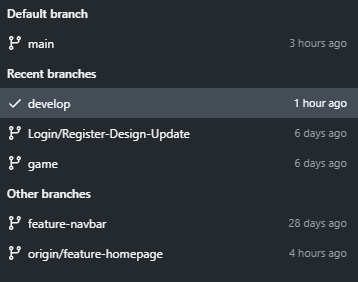 Default branch
main 3 hours ago
Recent branches
develop 1 hour ago
Login/Register-Design-Update 6 days ago
game 6 days ago
Other branches
feature-navbar 28 days ago
origin/feature-homepage 4 hours ago